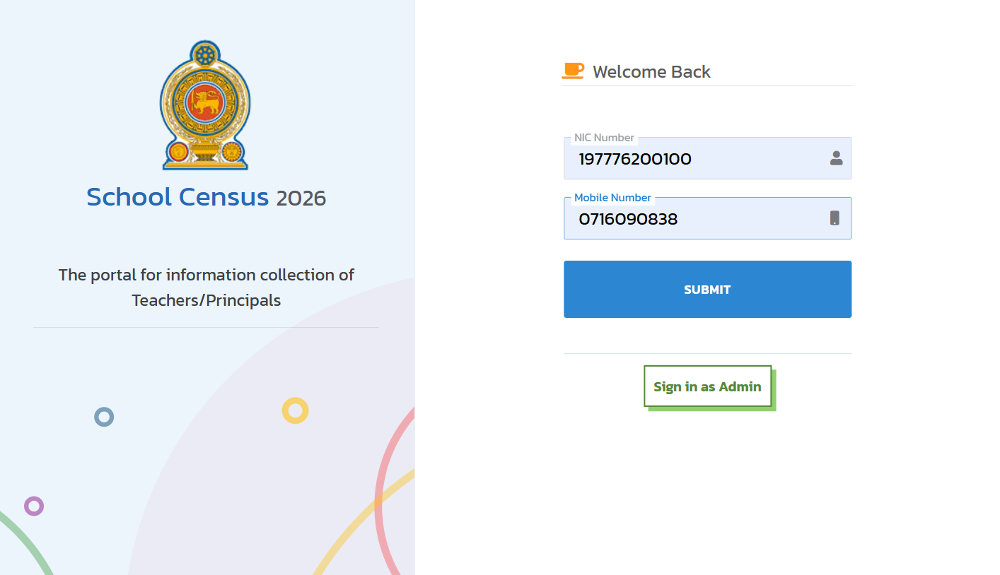 School Census 2026
The portal for information collection of
Teachers/Principals
Welcome Back
NIC Number
197776200100
Mobile Number
0716090838
SUBMIT
Sign in as Admin